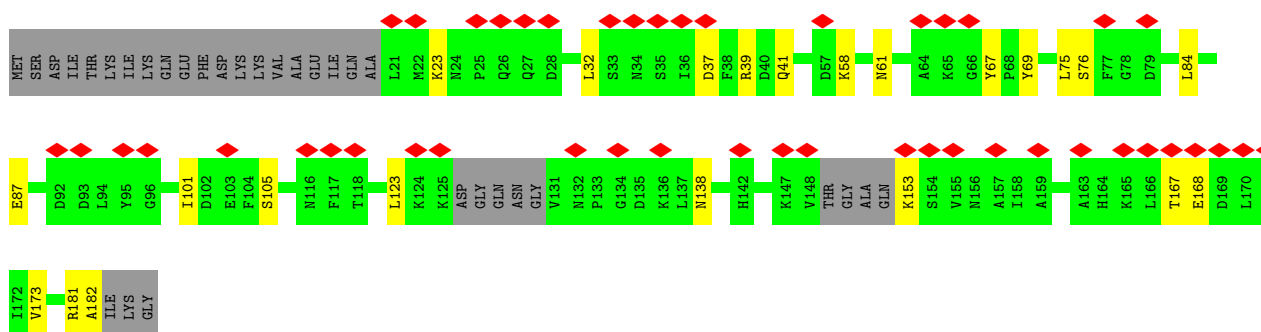 MET SER ASP ILE THR LYS ILE LYS GLN GLU PHE ASP LYS LYS VAL ALA GLU ILE GLN ALA L21 M22 K23 N24 P25 Q26 Q27 D28 L32 S33 N34 S35 I36 D37 F38 R39 D40 Q41 D57 K58 N61 A64 K65 G66 Y67 P68 Y69 L75 S76 F77 G78 D79 L84
E87 D92 D93 L94 Y95 G96 I101 D102 E103 F104 S105 N116 F117 T118 L123 K124 K125 ASP GLY GLN ASN GLY V131 N132 P133 G134 D135 K136 L137 N138 H142 K147 V148 THR GLY ALA GLN K153 S154 V155 N156 A157 I158 A159 A163 H164 K165 L166 T167 E168 D169 L170
I172 V173 R181 A182 ILE LYS GLY